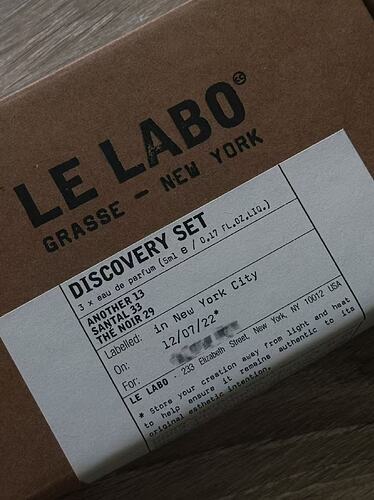 LE LABO®
GRASSE - NEW YORK
DISCOVERY SET
3 x eau de parfum (5ml e / 0.17 FL.OZ.LIQ.)
ANOTHER 13
SANTAL 33
THE NOIR 29
Labelled: in New York City
On: 12/07/22*
For:
LE LABO - 233 Elizabeth Street, New York, NY 10012 USA
* Store your creation away from light and heat
to help ensure it remains authentic to its
original esthetic intention.